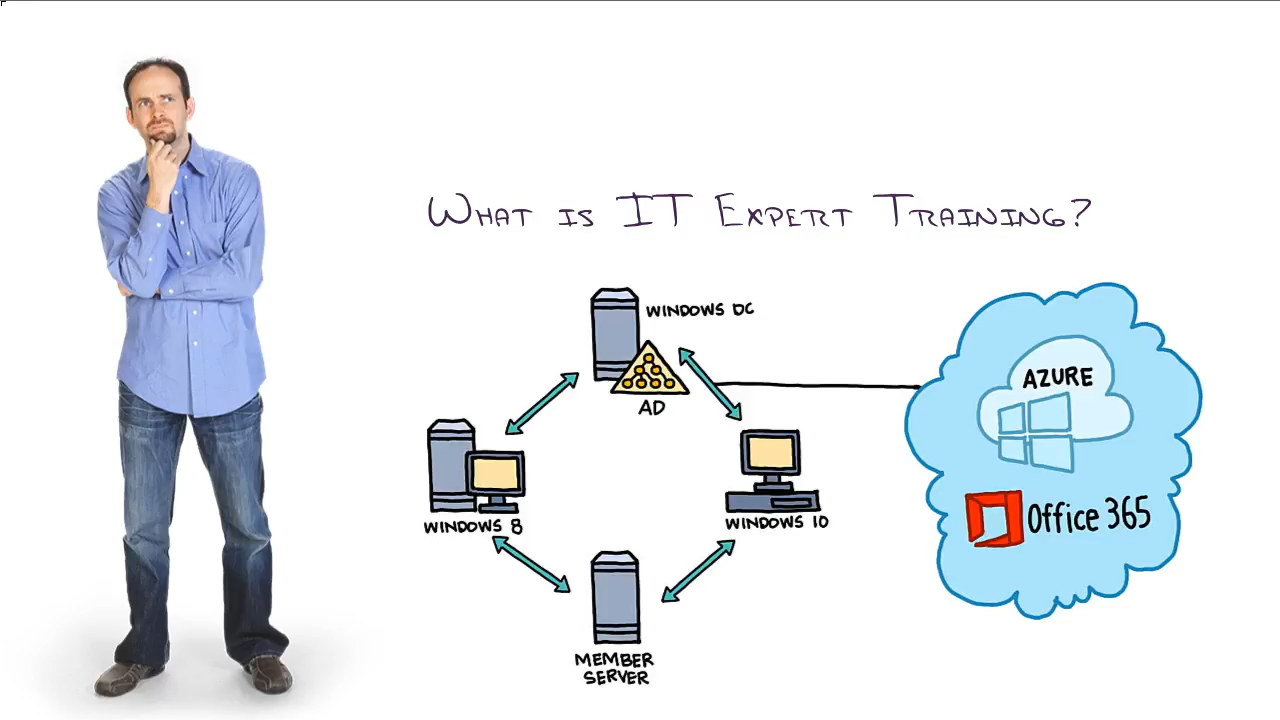 What is IT Expert Training?
WINDOWS DC
AD
AZURE
WINDOWS 8
WINDOWS 10
Office 365
MEMBER
SERVER